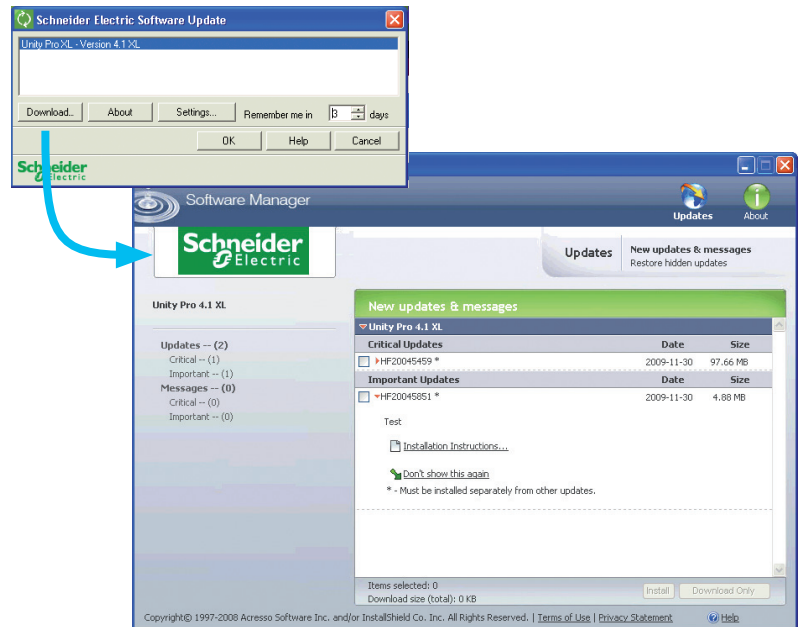 Schneider Electric Software Update
Unity Pro XL - Version 4.1 XL
Download... About Settings... Remember me in 3 days
OK Help Cancel
Schneider
Electric
Software Manager
Updates About
Schneider
Electric
Updates
New updates & messages
Restore hidden updates
Unity Pro 4.1 XL
Updates -- (2)
Critical -- (1)
Important -- (1)
Messages -- (0)
Critical -- (0)
Important -- (0)
New updates & messages
Unity Pro 4.1 XL
Critical Updates Date Size
HF20045459 * 2009-11-30 97.66 MB
Important Updates Date Size
HF20045851 * 2009-11-30 4.88 MB
Test
Installation Instructions...
Don't show this again
* - Must be installed separately from other updates.
Items selected: 0
Download size (total): 0 KB
Install Download Only
Copyright© 1997-2008 Acresso Software Inc. and/or InstallShield Co. Inc. All Rights Reserved. | Terms of Use | Privacy Statement Help